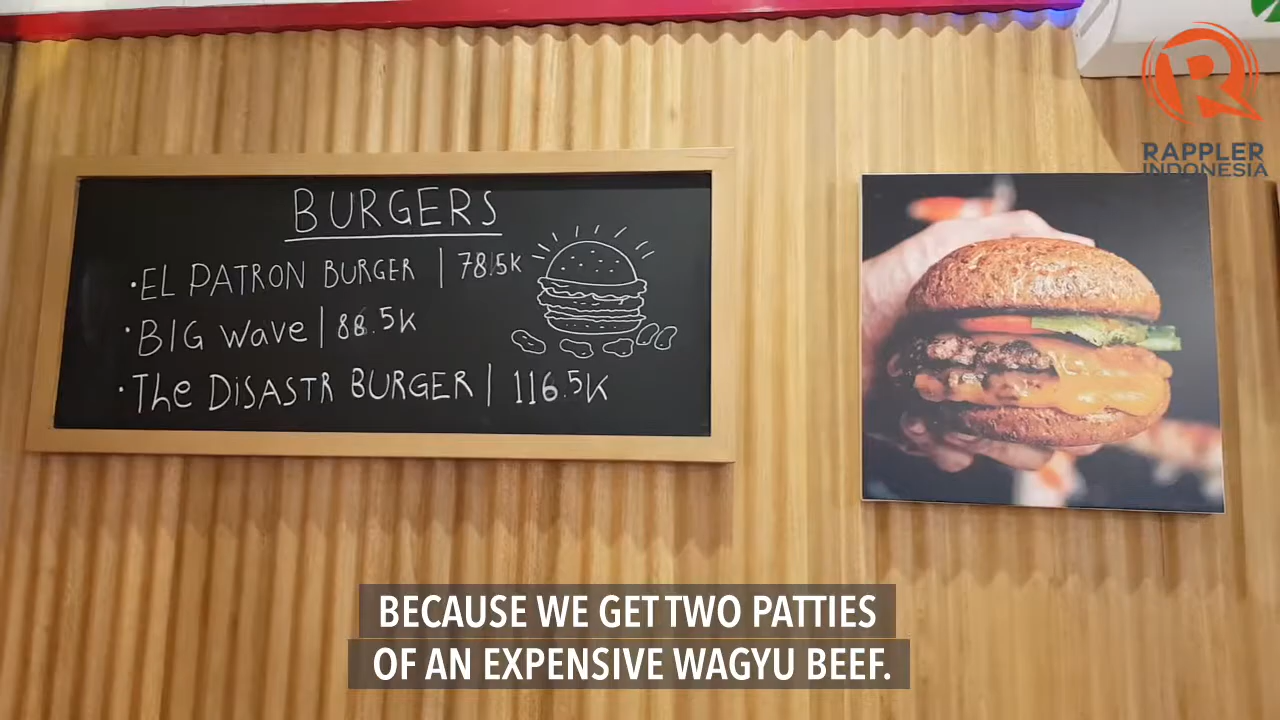 RAPPLER
INDONESIA
BURGERS
• EL PATRON BURGER | 78.5K
• BIG wave | 88.5K
• The DiSASTR BURGER | 116.5K
BECAUSE WE GET TWO PATTIES
OF AN EXPENSIVE WAGYU BEEF.